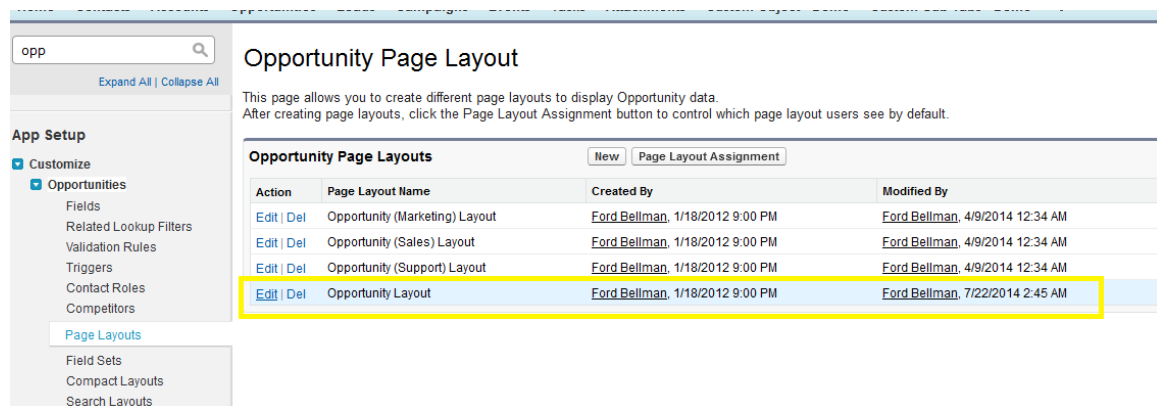 opp
Expand All | Collapse All
App Setup
Customize
Opportunities
Fields
Related Lookup Filters
Validation Rules
Triggers
Contact Roles
Competitors
Page Layouts
Field Sets
Compact Layouts
Search Layouts
Opportunity Page Layout
This page allows you to create different page layouts to display Opportunity data.
After creating page layouts, click the Page Layout Assignment button to control which page layout users see by default.
Opportunity Page Layouts New Page Layout Assignment
Action Page Layout Name Created By Modified By
Edit | Del Opportunity (Marketing) Layout Ford Bellman, 1/18/2012 9:00 PM Ford Bellman, 4/9/2014 12:34 AM
Edit | Del Opportunity (Sales) Layout Ford Bellman, 1/18/2012 9:00 PM Ford Bellman, 4/9/2014 12:34 AM
Edit | Del Opportunity (Support) Layout Ford Bellman, 1/18/2012 9:00 PM Ford Bellman, 4/9/2014 12:34 AM
Edit | Del Opportunity Layout Ford Bellman, 1/18/2012 9:00 PM Ford Bellman, 7/22/2014 2:45 AM